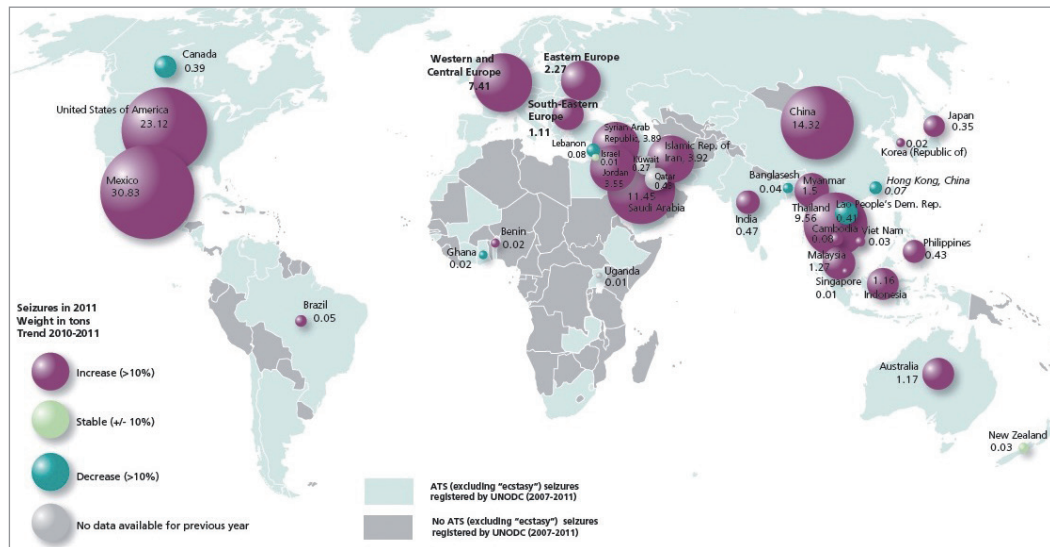 Canada
0.39
United States of America
23.12
Mexico
30.83
Brazil
0.05
Western and
Central Europe
7.41
Eastern Europe
2.27
South-Eastern
Europe
1.11
Lebanon
0.08
Syrian Arab
Republic, 3.89
Israel
0.01
Jordan
3.55
Kuwait
0.27
Islamic Rep. of
Iran, 3.92
Qatar
11.45
Saudi Arabia
Ghana
0.02
Benin
0.02
Uganda
0.01
China
14.32
Japan
0.35
0.02
Korea (Republic of)
Hong Kong, China
0.07
Banglasesh
0.04
Myanmar
1.5
India
0.47
Thailand
9.56
Lao People's Dem. Rep.
0.41
Cambodia
0.08
Viet Nam
0.03
Philippines
0.43
Malaysia
1.27
Singapore
0.01
1.16
Indonesia
Australia
1.17
New Zealand
0.03
Seizures in 2011
Weight in tons
Trend 2010-2011
Increase (>10%)
Stable (+/- 10%)
Decrease (>10%)
No data available for previous year
ATS (excluding "ecstasy") seizures
registered by UNODC (2007-2011)
No ATS (excluding "ecstasy") seizures
registered by UNODC (2007-2011)